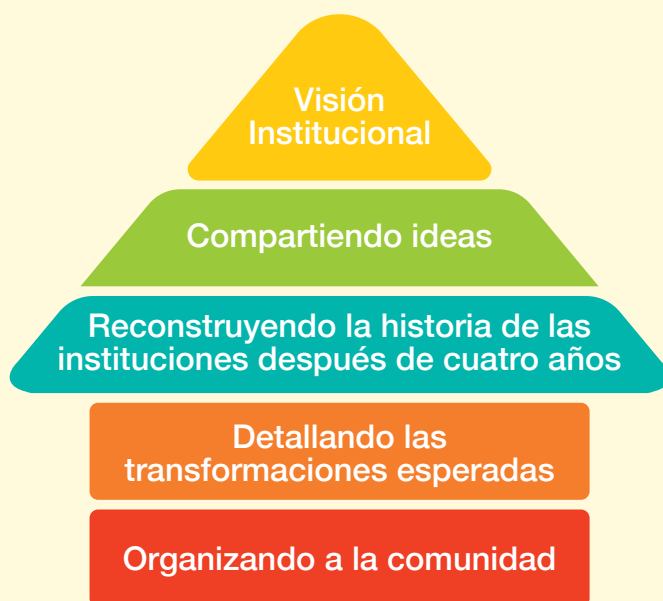 Visión
Institucional
Compartiendo ideas
Reconstruyendo la historia de las
instituciones después de cuatro años
Detallando las
transformaciones esperadas
Organizando a la comunidad